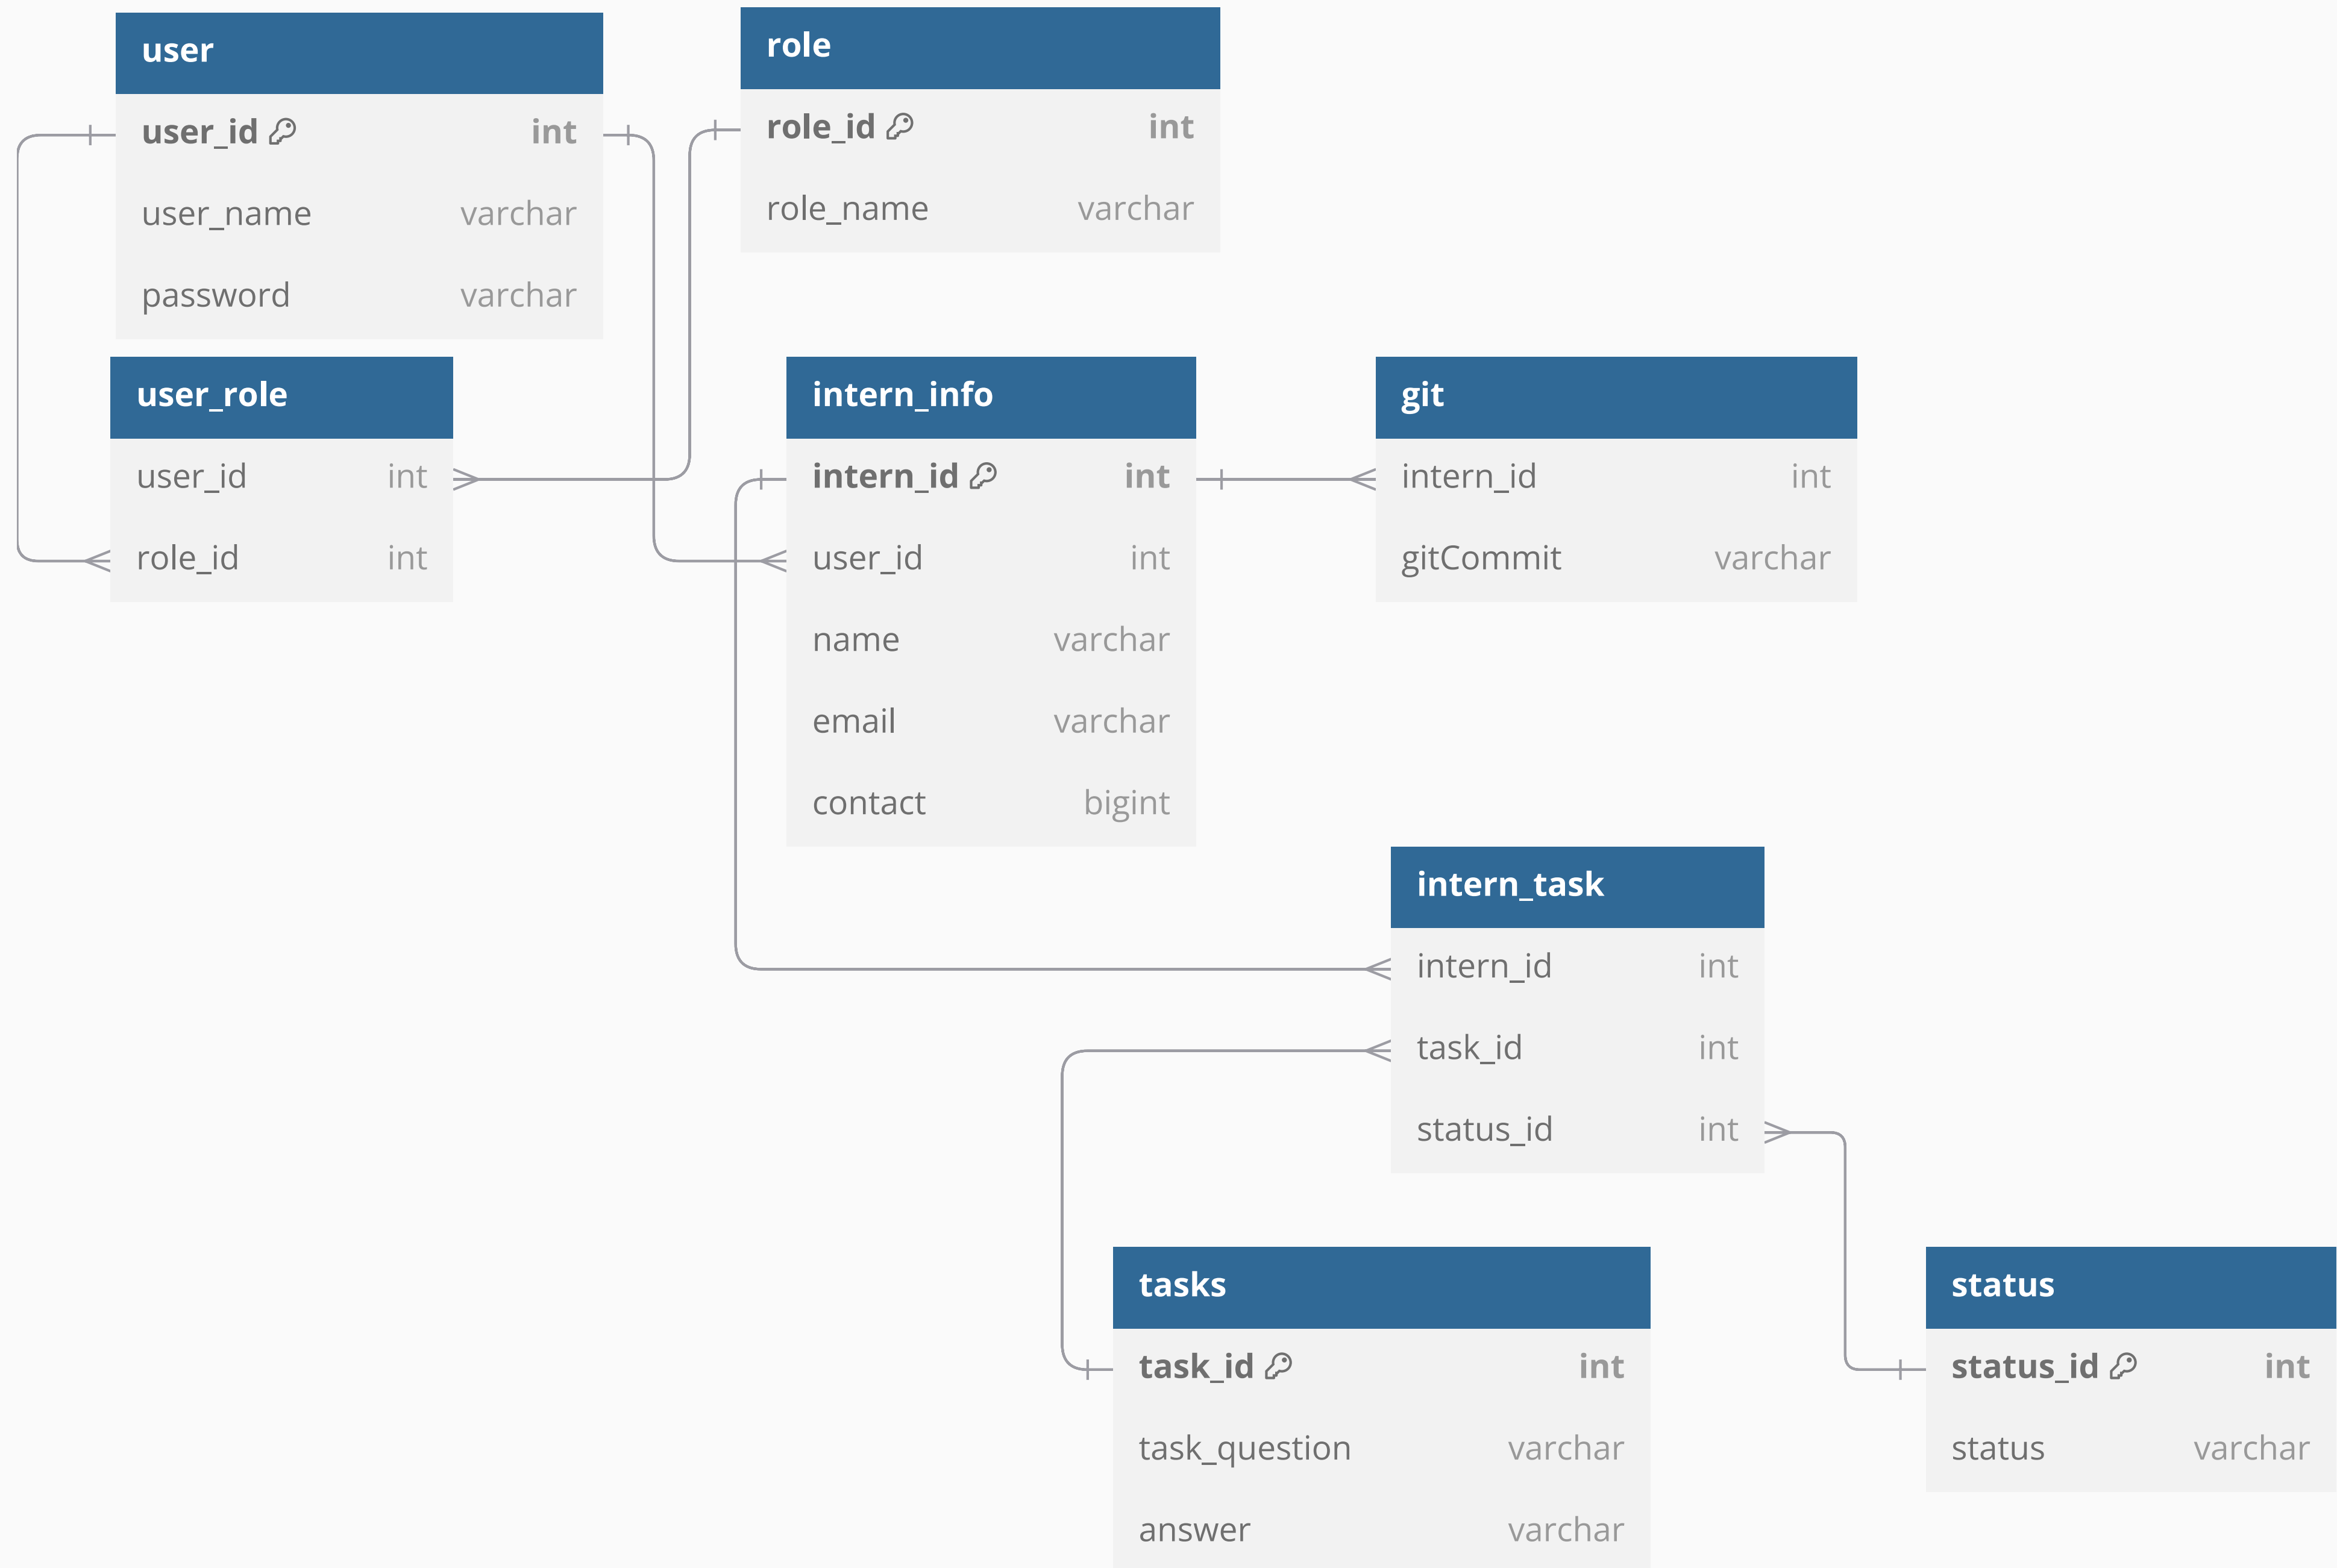 user
user_id int
user_name varchar
password varchar
role
role_id int
role_name varchar
user_role
user_id int
role_id int
intern_info
intern_id int
user_id int
name varchar
email varchar
contact bigint
git
intern_id int
gitCommit varchar
intern_task
intern_id int
task_id int
status_id int
tasks
task_id int
task_question varchar
answer varchar
status
status_id int
status varchar